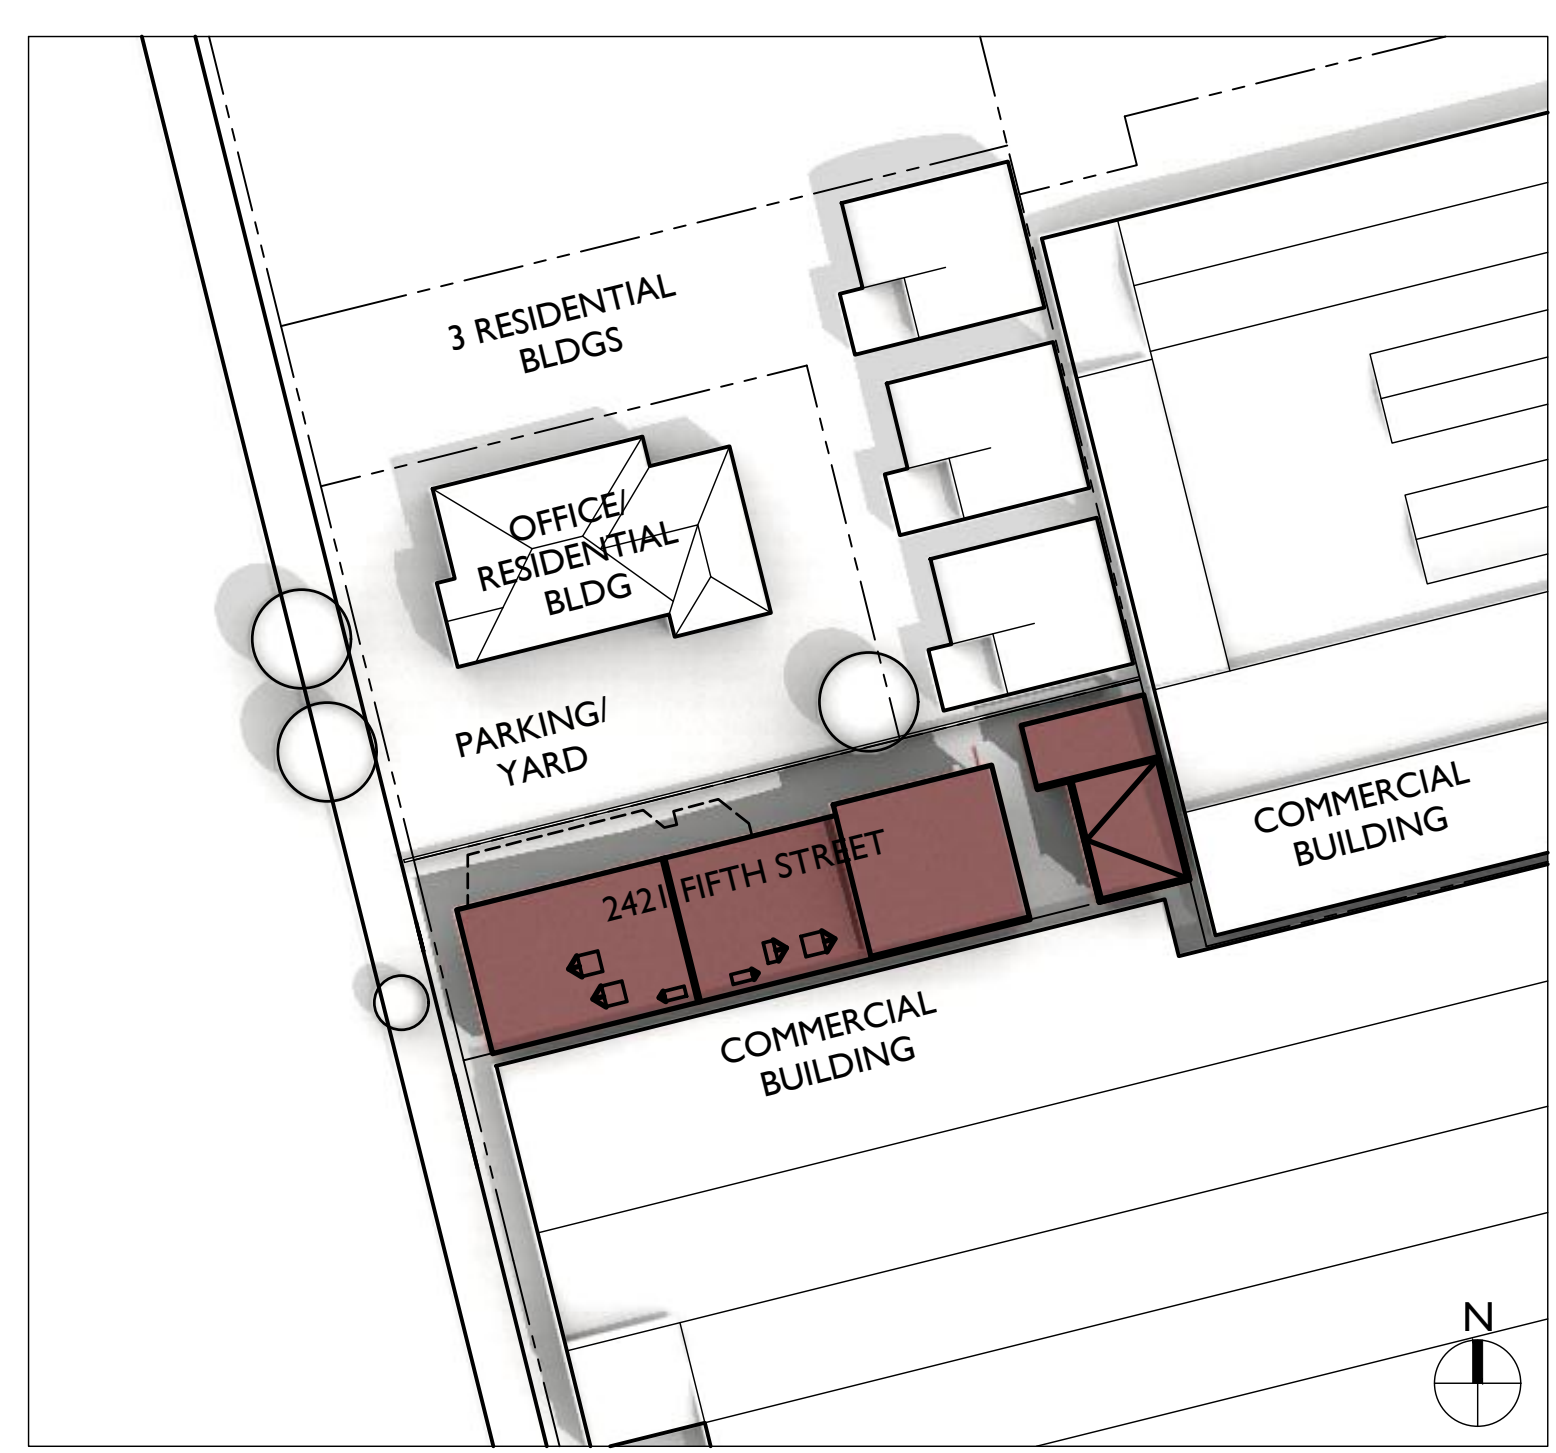 3 RESIDENTIAL
BLDGS
OFFICE/
RESIDENTIAL
BLDG
PARKING/
YARD
2421 FIFTH STREET
COMMERCIAL
BUILDING
COMMERCIAL
BUILDING
N